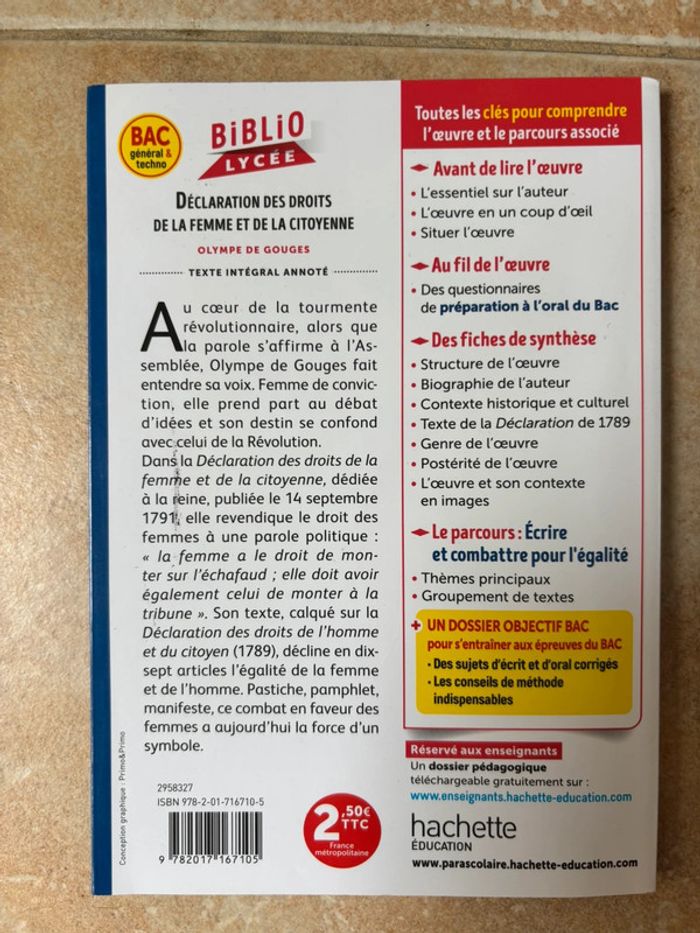 BAC
général &
techno
BiBLiO
LYCÉE
DÉCLARATION DES DROITS
DE LA FEMME ET DE LA CITOYENNE
OLYMPE DE GOUGES
TEXTE INTÉGRAL ANNOTÉ
Au cœur de la tourmente
révolutionnaire, alors que
la parole s'affirme à l'As-
semblée, Olympe de Gouges fait
entendre sa voix. Femme de convic-
tion, elle prend part au débat
d'idées et son destin se confond
avec celui de la Révolution.
Dans la Déclaration des droits de la
femme et de la citoyenne, dédiée
à la reine, publiée le 14 septembre
1791, elle revendique le droit des
femmes à une parole politique :
« la femme a le droit de mon-
ter sur l'échafaud ; elle doit avoir
également celui de monter à la
tribune ». Son texte, calqué sur la
Déclaration des droits de l'homme
et du citoyen (1789), décline en dix-
sept articles l'égalité de la femme
et de l'homme. Pastiche, pamphlet,
manifeste, ce combat en faveur des
femmes a aujourd'hui la force d'un
symbole.
Conception graphique : Primo&Primo
2958327
ISBN 978-2-01-716710-5
9 782017 167105
2,50€
TTC
France
métropolitaine
Toutes les clés pour comprendre
l'œuvre et le parcours associé
Avant de lire l'œuvre
• L'essentiel sur l'auteur
• L'œuvre en un coup d'œil
• Situer l'œuvre
Au fil de l'œuvre
• Des questionnaires
de préparation à l'oral du Bac
Des fiches de synthèse
• Structure de l'œuvre
• Biographie de l'auteur
• Contexte historique et culturel
• Texte de la Déclaration de 1789
• Genre de l'œuvre
• Postérité de l'œuvre
• L'œuvre et son contexte
en images
Le parcours : Écrire
et combattre pour l'égalité
• Thèmes principaux
• Groupement de textes
+ UN DOSSIER OBJECTIF BAC
pour s'entraîner aux épreuves du BAC
• Des sujets d'écrit et d'oral corrigés
• Les conseils de méthode
indispensables
Réservé aux enseignants
Un dossier pédagogique
téléchargeable gratuitement sur :
www.enseignants.hachette-education.com
hachette
ÉDUCATION
www.parascolaire.hachette-education.com